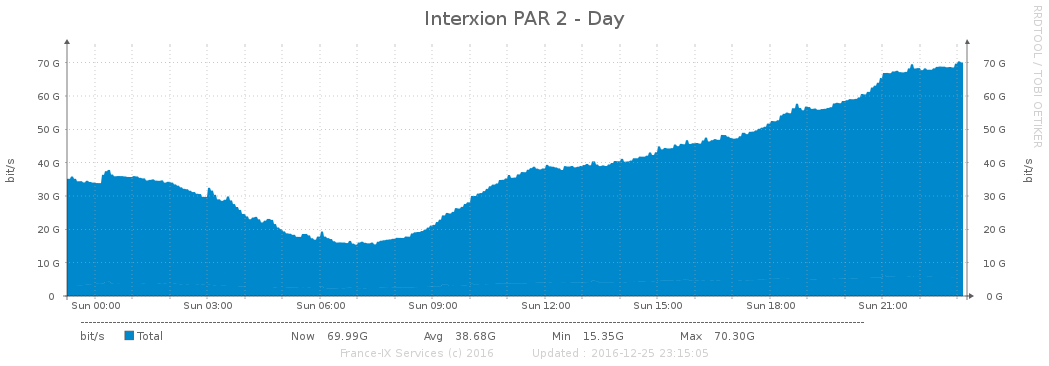 Interxion PAR 2 - Day
RRDTOOL / TOBI OETIKER
bit/s
bit/s
70 G 70 G
60 G 60 G
50 G 50 G
40 G 40 G
30 G 30 G
20 G 20 G
10 G 10 G
0 0 G
Sun 00:00 Sun 03:00 Sun 06:00 Sun 09:00 Sun 12:00 Sun 15:00 Sun 18:00 Sun 21:00
bit/s Total Now 69.99G Avg 38.68G Min 15.35G Max 70.30G
France-IX Services (c) 2016 Updated : 2016-12-25 23:15:05